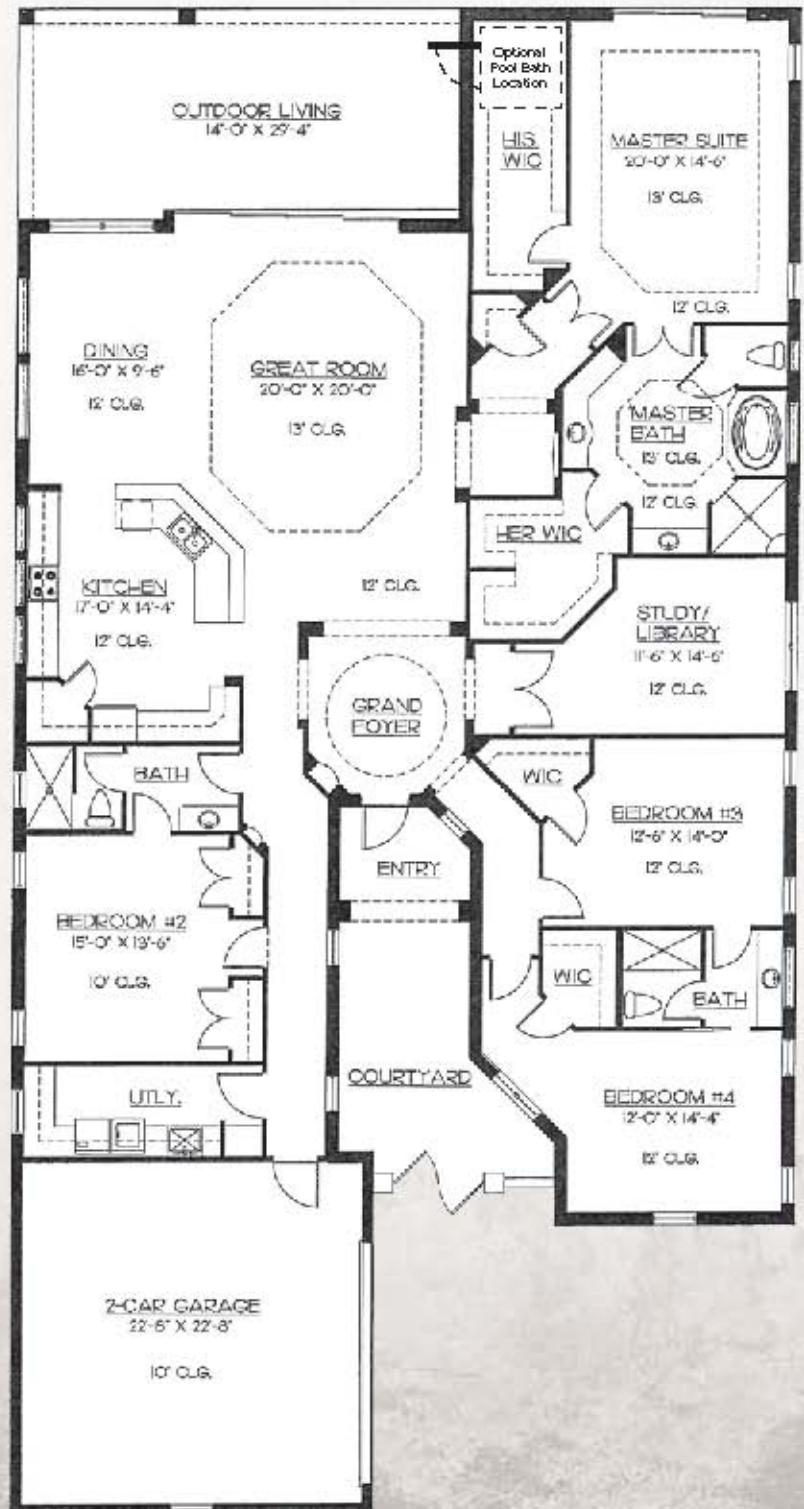 Optional
Pool Bath
Location
OUTDOOR LIVING
14'-0" X 29'-4"
HIS
WIC
MASTER SUITE
20'-0" X 14'-6"
13' CLG.
12' CLG.
DINING
16'-0" X 9'-6"
12' CLG.
GREAT ROOM
20'-0" X 20'-0"
13' CLG.
12' CLG.
MASTER
BATH
13' CLG.
12' CLG.
HER WIC
KITCHEN
17'-0" X 14'-4"
12' CLG.
STUDY/
LIBRARY
11'-6" X 14'-6"
12' CLG.
GRAND
FOYER
BATH
WIC
BEDROOM #3
12'-6" X 14'-0"
12' CLG.
ENTRY
BEDROOM #2
15'-0" X 13'-6"
10' CLG.
WIC
BATH
UTLY.
COURTYARD
BEDROOM #4
12'-0" X 14'-4"
12' CLG.
2-CAR GARAGE
22'-8" X 22'-8"
10' CLG.